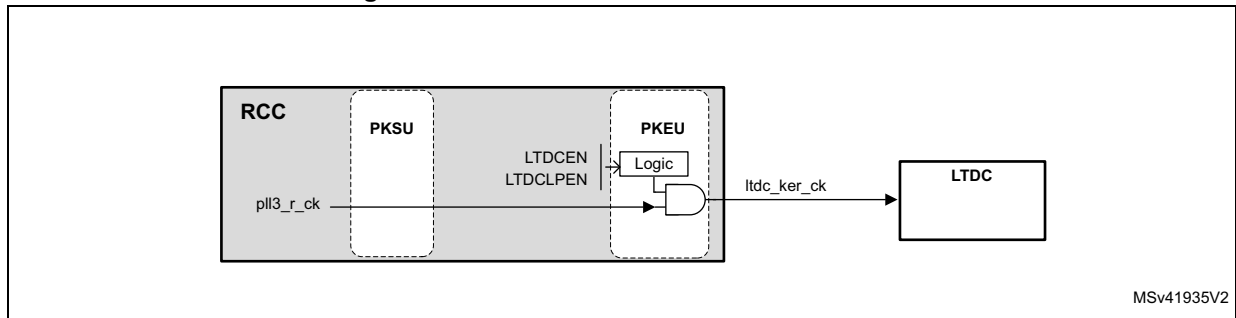 RCC
PKSU
PKEU
LTDCEN
LTDCLPEN
Logic
pll3_r_ck
ltdc_ker_ck
LTDC
MSv41935V2